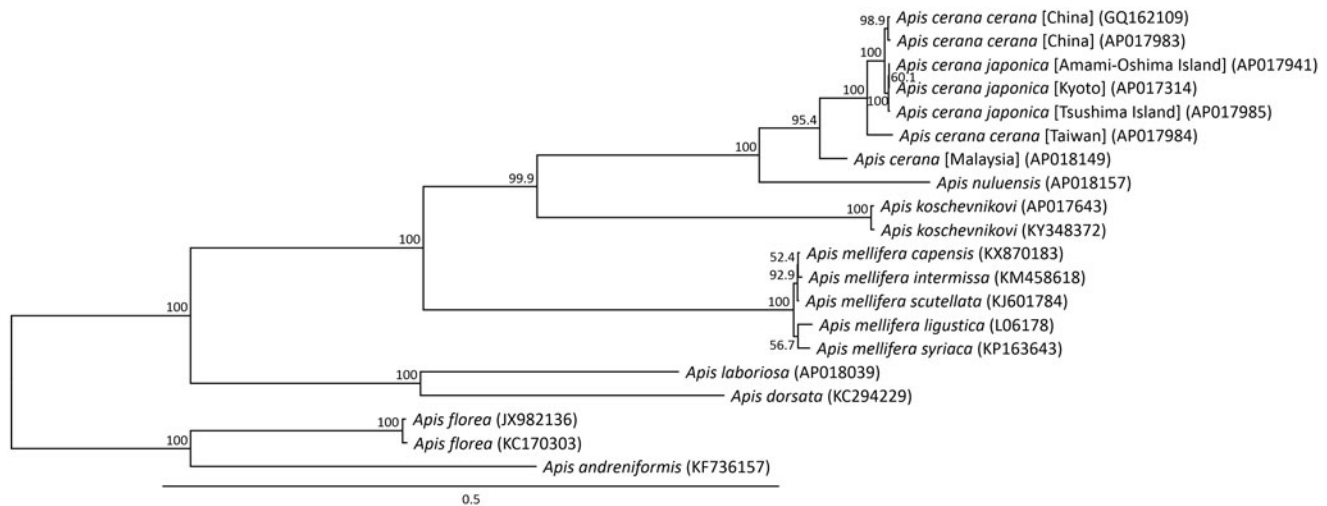 98.9 Apis cerana cerana [China] (GQ162109)
Apis cerana cerana [China] (AP017983)
100 Apis cerana japonica [Amami-Oshima Island] (AP017941)
60.1
100 Apis cerana japonica [Kyoto] (AP017314)
100 Apis cerana japonica [Tsushima Island] (AP017985)
95.4
Apis cerana cerana [Taiwan] (AP017984)
100
Apis cerana [Malaysia] (AP018149)
99.9 Apis nuluensis (AP018157)
100 Apis koschevnikovi (AP017643)
Apis koschevnikovi (KY348372)
100
52.4 Apis mellifera capensis (KX870183)
92.9 Apis mellifera intermissa (KM458618)
100 Apis mellifera scutellata (KJ601784)
100
Apis mellifera ligustica (L06178)
56.7 Apis mellifera syriaca (KP163643)
100 Apis laboriosa (AP018039)
Apis dorsata (KC294229)
100 Apis florea (JX982136)
100 Apis florea (KC170303)
Apis andreniformis (KF736157)
0.5